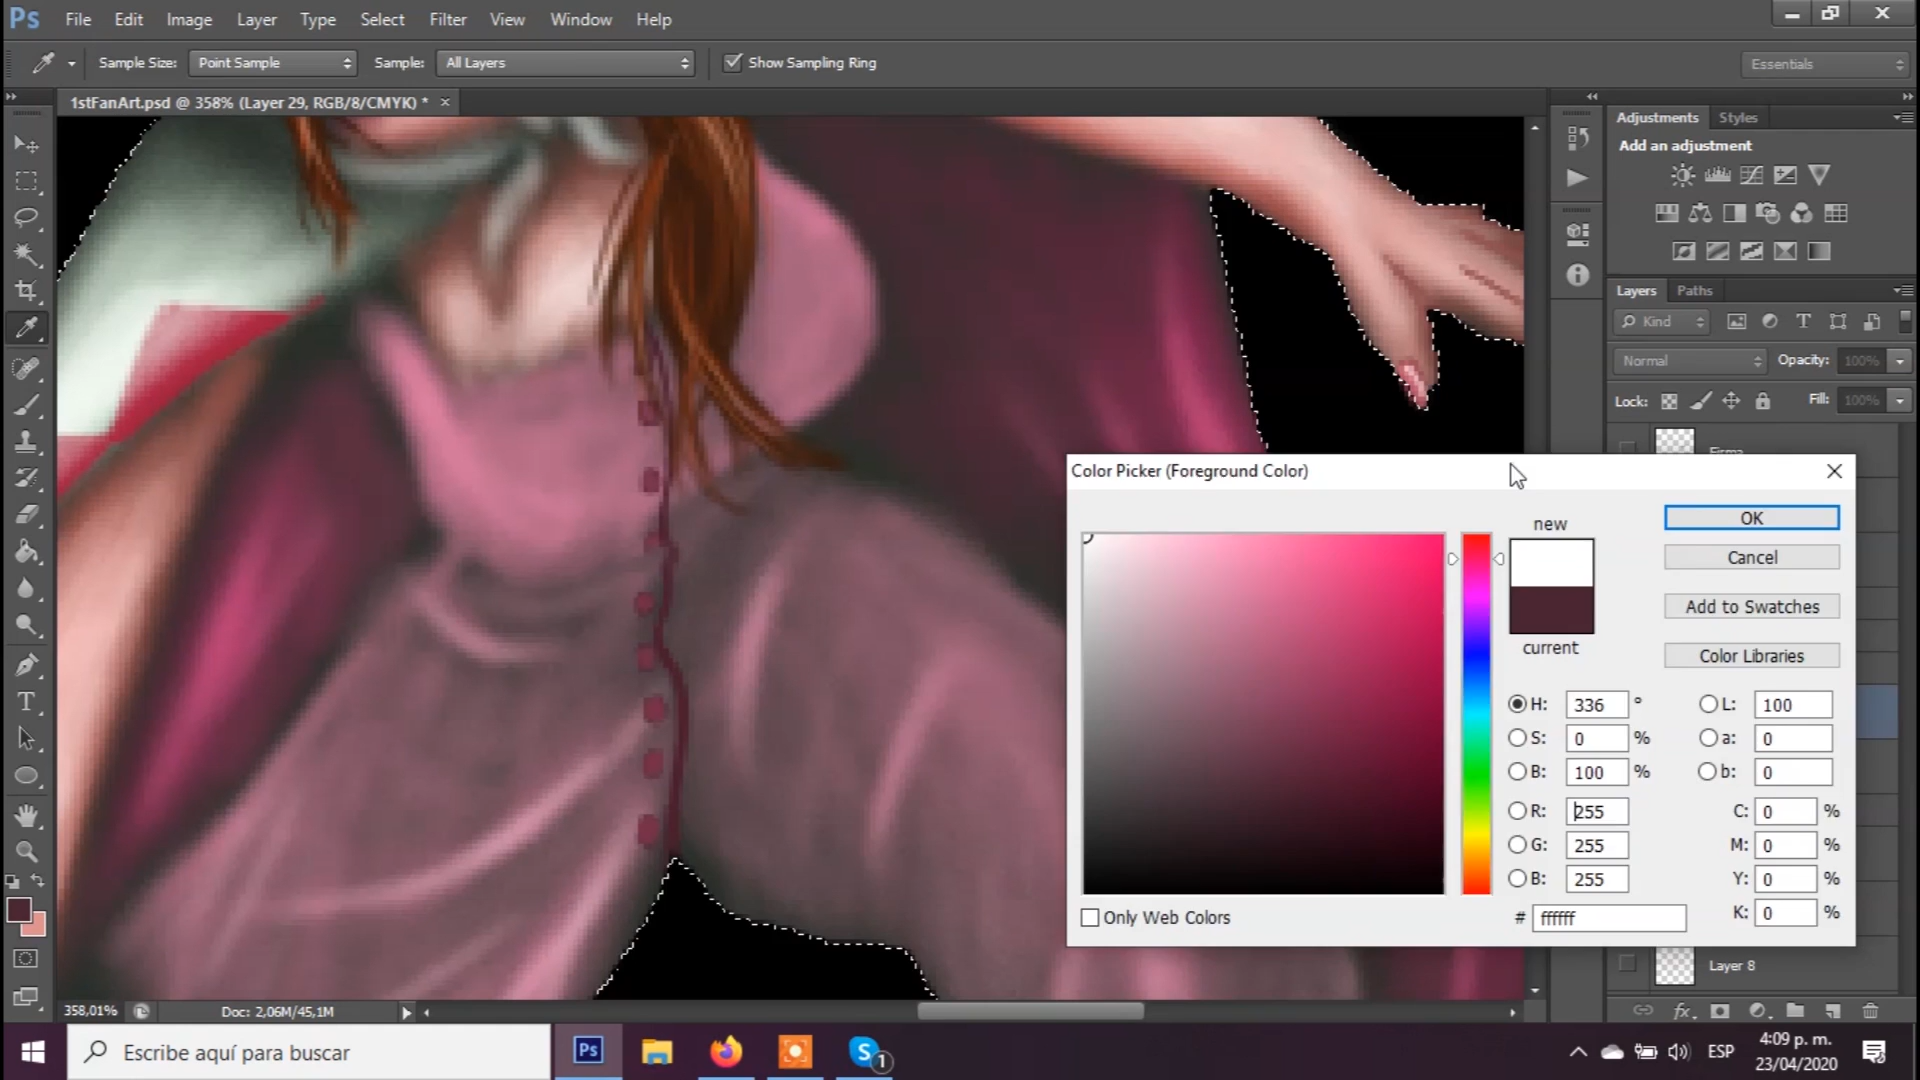 Ps File Edit Image Layer Type Select Filter View Window Help
Sample Size: Point Sample Sample: All Layers Show Sampling Ring Essentials
1stFanArt.psd @ 358% (Layer 29, RGB/8/CMYK) * ×
Adjustments Styles
Add an adjustment
Layers Paths
Kind
Normal Opacity: 100%
Lock: Fill: 100%
Firma
Color Picker (Foreground Color)
new
OK
Cancel
Add to Swatches
current
Color Libraries
H: 336 ° L: 100
S: 0 % a: 0
B: 100 % b: 0
R: 255 C: 0 %
G: 255 M: 0 %
B: 255 Y: 0 %
# ffffff K: 0 %
Only Web Colors
Layer 8
358,01% Doc: 2,06M/45,1M
fx
Escribe aquí para buscar
Ps
S 1
ESP
4:09 p. m.
23/04/2020